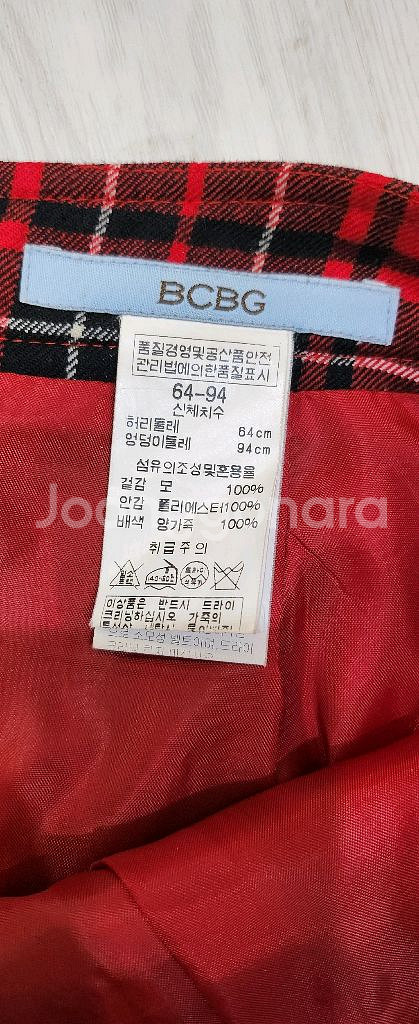 BCBG
품질경영및공산품안전
관리법에의한품질표시
64-94
신체치수
허리둘레 64cm
엉덩이둘레 94cm
섬유의조성및혼용율
겉감 모 100%
안감 폴리에스터 100%
배색 양가죽 100%
취급주의
이상품은 반드시 드라이
크리닝하십시오 가죽의